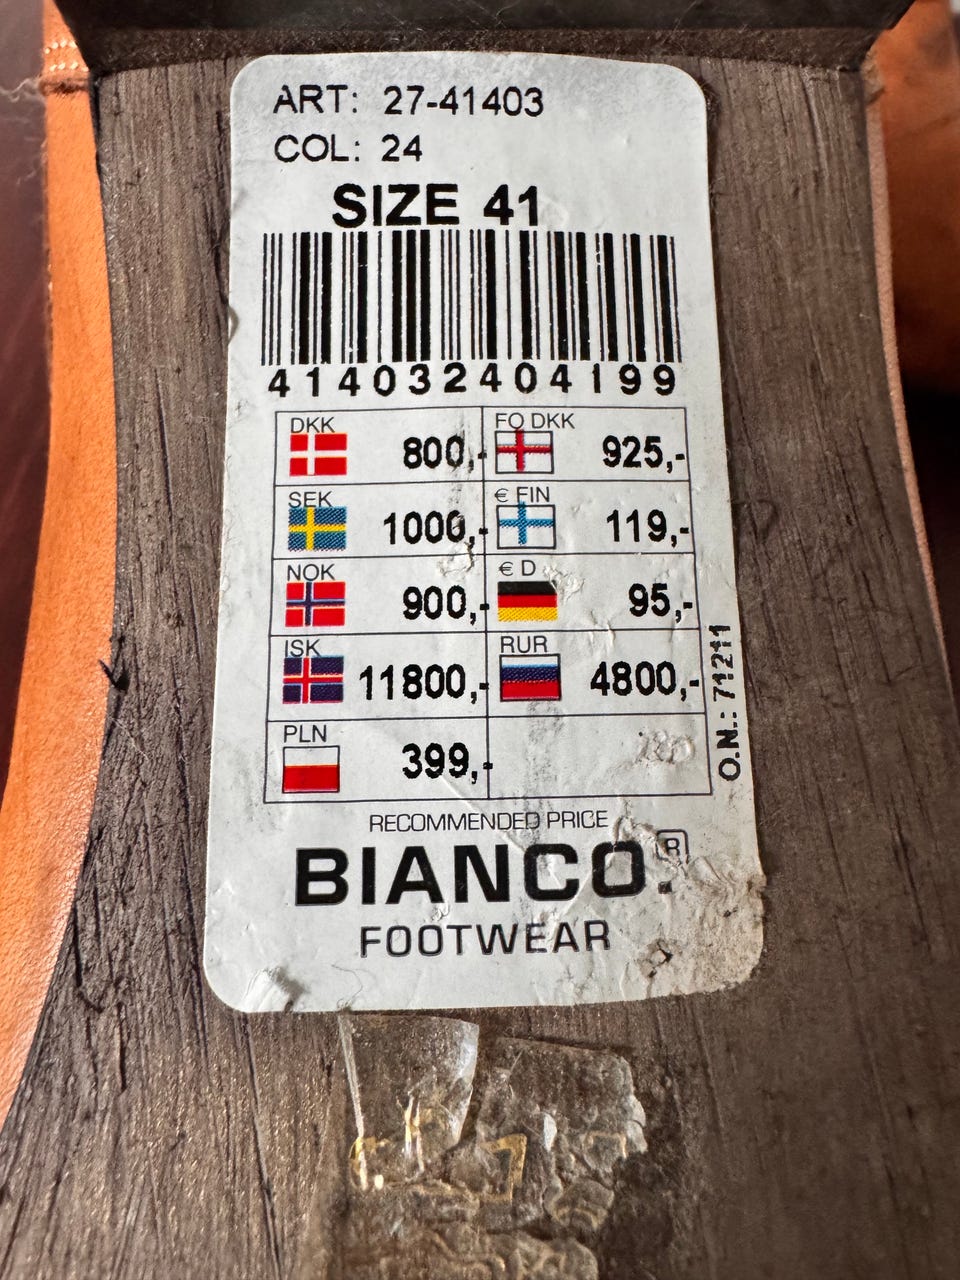 ART: 27-41403
COL: 24
SIZE 41
414032404199
DKK 800,-
FO DKK 925,-
SEK 1000,-
€ FIN 119,-
NOK 900,-
€ D 95,-
ISK 11800,-
RUR 4800,-
PLN 399,-
O.N.: 71211
RECOMMENDED PRICE
BIANCO.®
FOOTWEAR